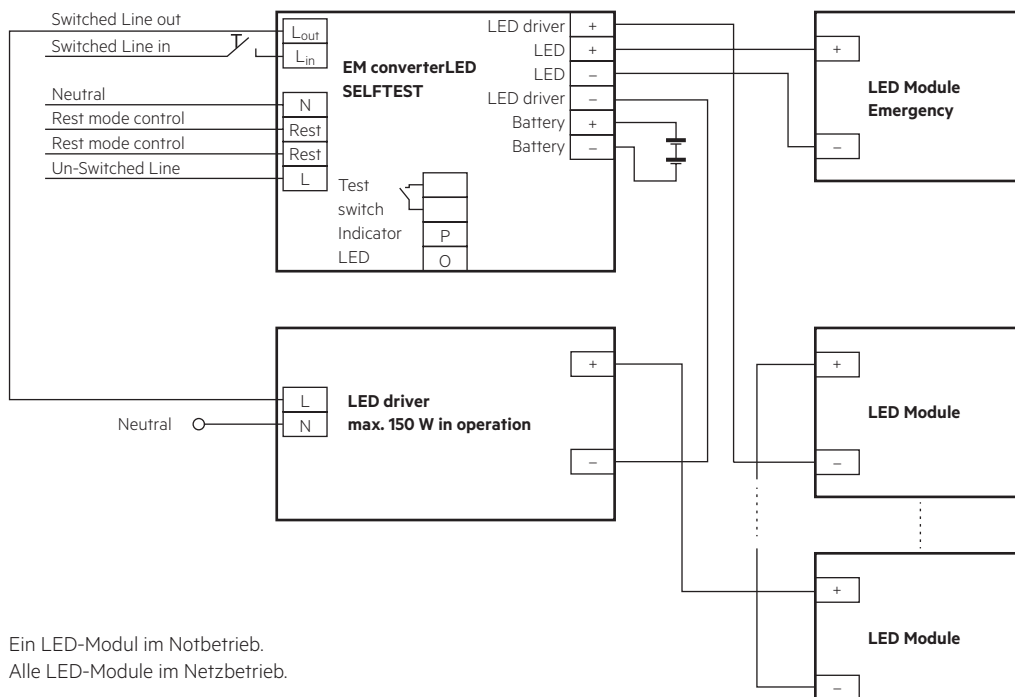 Switched Line out
Switched Line in
Neutral
Rest mode control
Rest mode control
Un-Switched Line
Lout
Lin
N
Rest
Rest
L
EM converterLED
SELFTEST
Test
switch
Indicator
LED
P
O
LED driver +
LED +
LED –
LED driver –
Battery +
Battery –
+
–
LED Module
Emergency
Neutral
L
N
LED driver
max. 150 W in operation
+
–
+
–
LED Module
+
–
LED Module
Ein LED-Modul im Notbetrieb.
Alle LED-Module im Netzbetrieb.